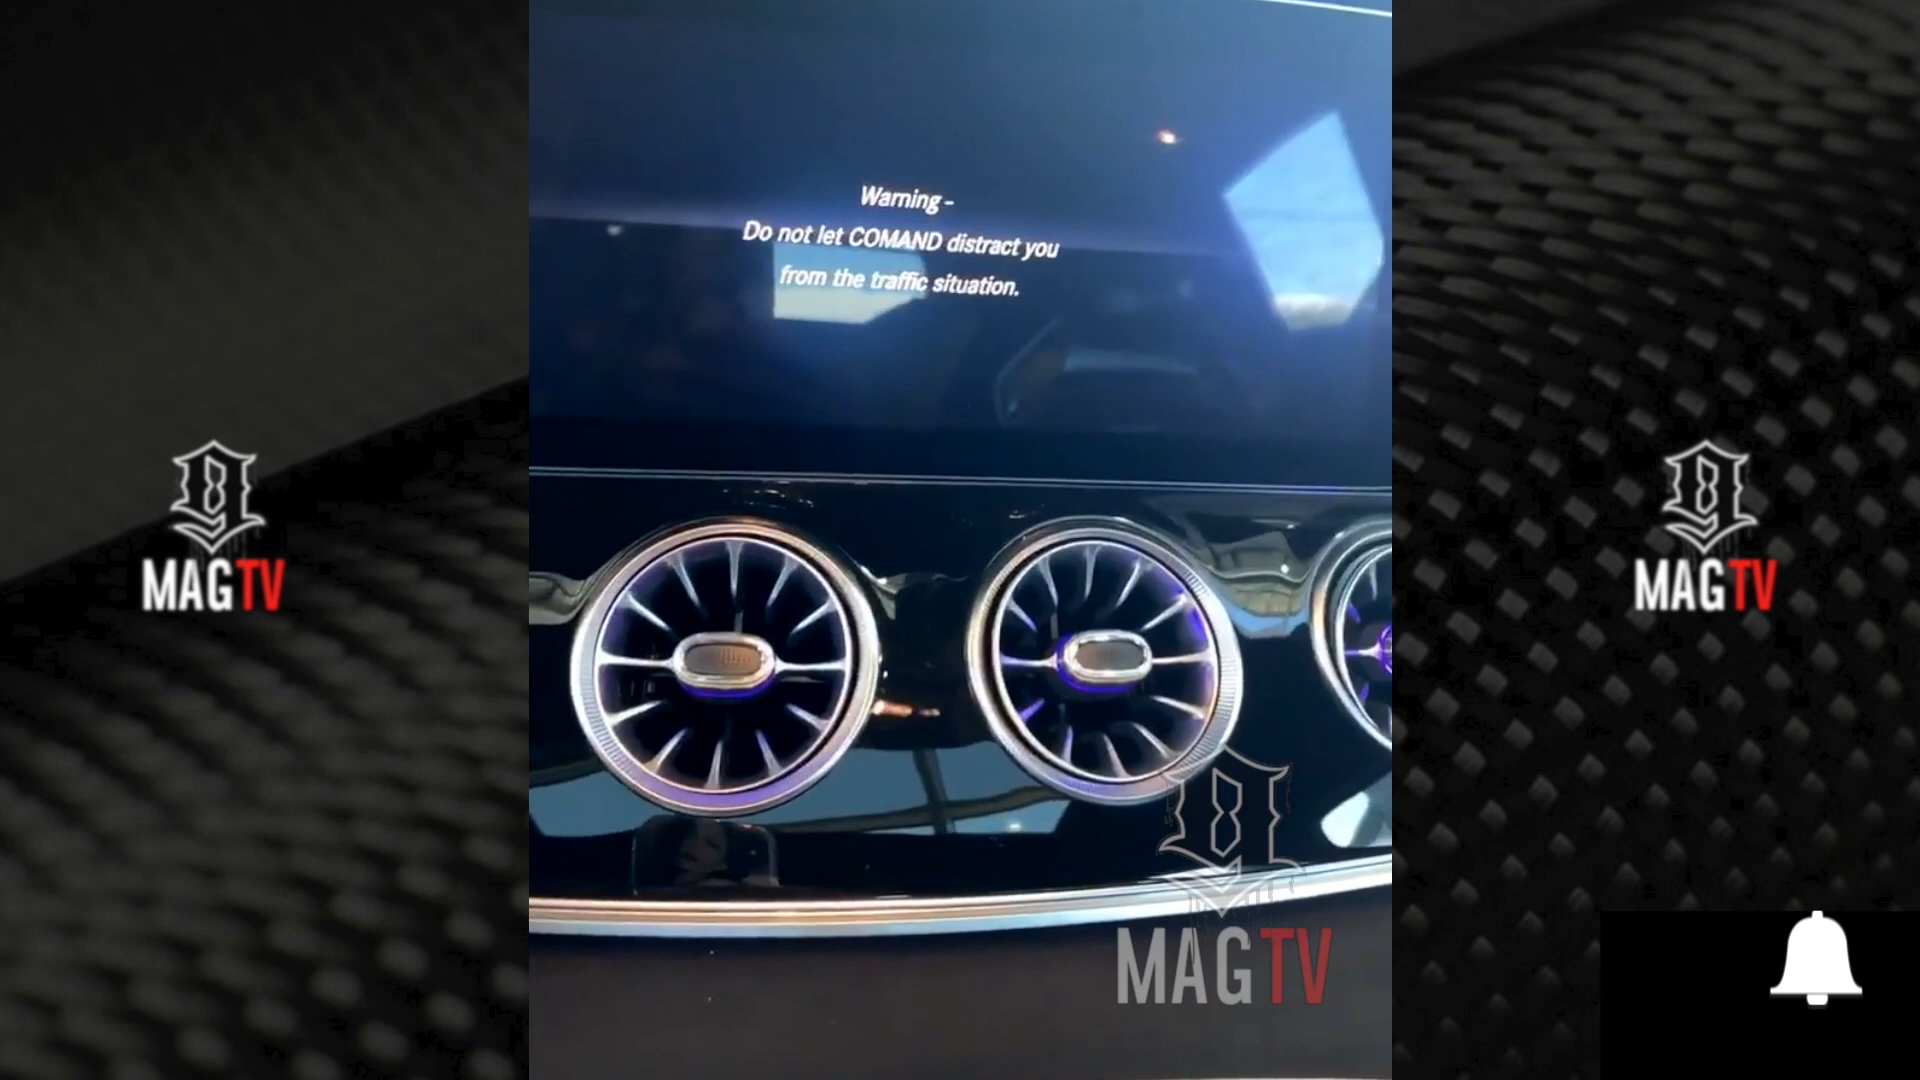 Warning -
Do not let COMAND distract you
from the traffic situation.
MAGTV
MAGTV
MAGTV